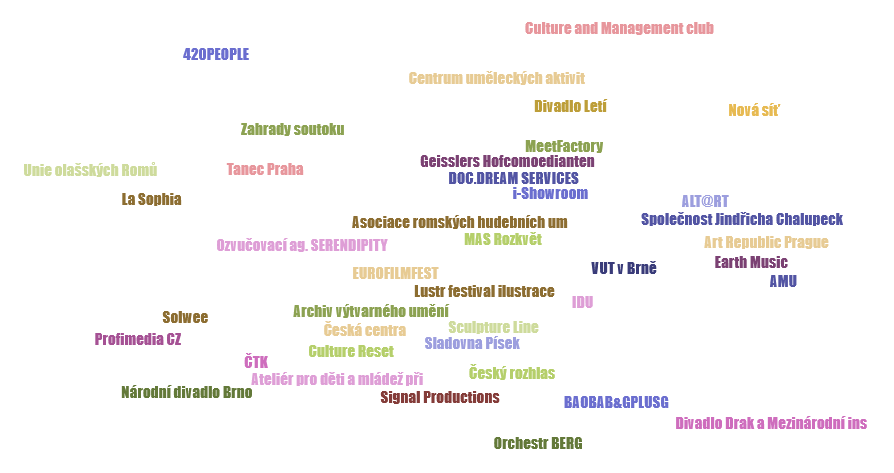 Culture and Management club
420PEOPLE
Centrum uměleckých aktivit
Divadlo Letí
Nová síť
Zahrady soutoku
MeetFactory
Geisslers Hofcomoedianten
Unie olašských Romů
Tanec Praha
DOC.DREAM SERVICES
i-Showroom
La Sophia
ALT@RT
Společnost Jindřicha Chalupeck
Asociace romských hudebních um
MAS Rozkvět
Art Republic Prague
Ozvučovací ag. SERENDIPITY
Earth Music
VUT v Brně
EUROFILMFEST
AMU
Lustr festival ilustrace
IDU
Archiv výtvarného umění
Solwee
Sculpture Line
Česká centra
Profimedia CZ
Sladovna Písek
Culture Reset
ČTK
Český rozhlas
Ateliér pro děti a mládež při
Národní divadlo Brno
Signal Productions
BAOBAB&GPLUSG
Divadlo Drak a Mezinárodní ins
Orchestr BERG